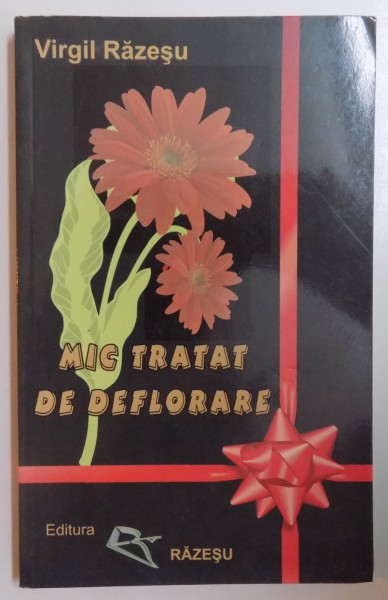 Virgil Răzeşu
MIC TRATAT
DE DEFLORARE
Editura
RĂZEŞU